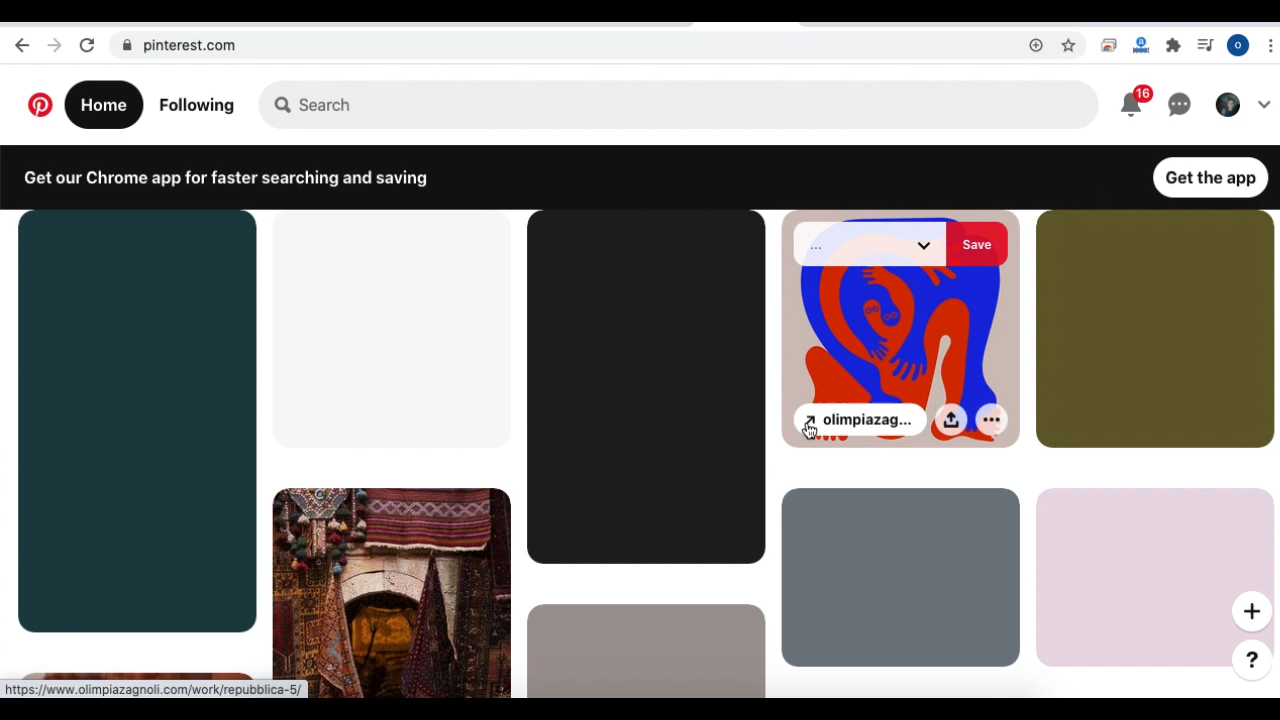 pinterest.com
o
Home
Following
Search
16
Get our Chrome app for faster searching and saving
Get the app
...
Save
olimpiazag...
+
?
https://www.olimpiazagnoli.com/work/repubblica-5/